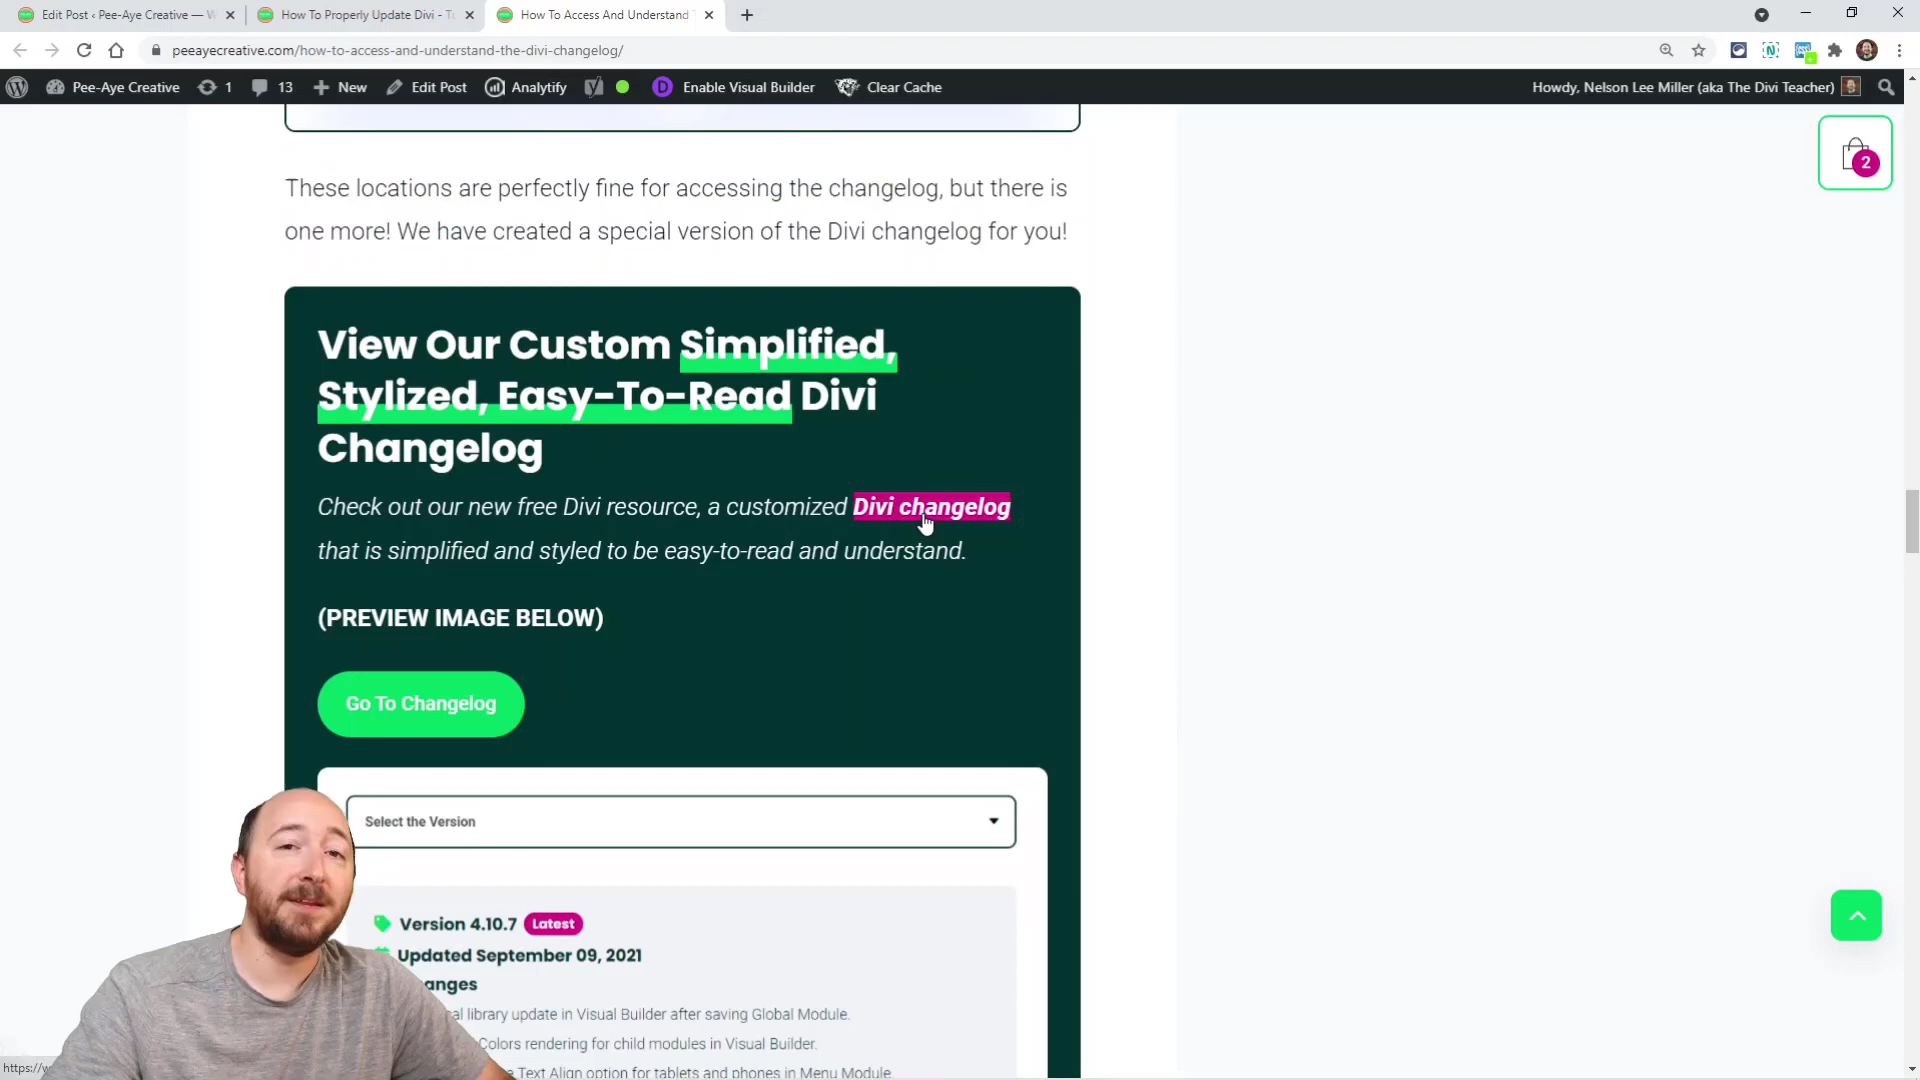 Edit Post ‹ Pee-Aye Creative —
How To Properly Update Divi -
How To Access And Understand
peeayecreative.com/how-to-access-and-understand-the-divi-changelog/
Pee-Aye Creative 1 13 New Edit Post Analytify Enable Visual Builder Clear Cache Howdy, Nelson Lee Miller (aka The Divi Teacher)
2
These locations are perfectly fine for accessing the changelog, but there is
one more! We have created a special version of the Divi changelog for you!
View Our Custom Simplified,
Stylized, Easy-To-Read Divi
Changelog
Check out our new free Divi resource, a customized Divi changelog
that is simplified and styled to be easy-to-read and understand.
(PREVIEW IMAGE BELOW)
Go To Changelog
Select the Version
Version 4.10.7 Latest
Updated September 09, 2021
library update in Visual Builder after saving Global Module.
Colors rendering for child modules in Visual Builder.
Text Align option for tablets and phones in Menu Module.